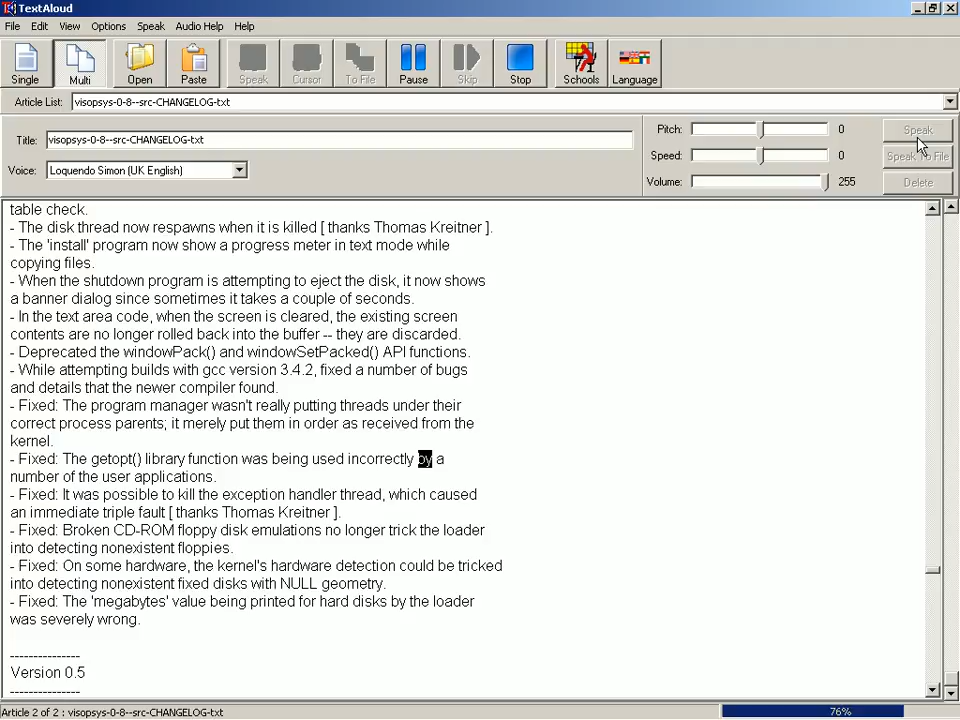 TextAloud
File Edit View Options Speak Audio Help Help
Single Multi Open Paste Speak Cursor To File Pause Skip Stop Schools Language
Article List: visopsys-0-8--src-CHANGELOG-txt
Title: visopsys-0-8--src-CHANGELOG-txt
Voice: Loquendo Simon (UK English)
Pitch: 0 Speak
Speed: 0 Speak To File
Volume: 255 Delete
table check.
- The disk thread now respawns when it is killed [ thanks Thomas Kreitner ].
- The 'install' program now show a progress meter in text mode while
copying files.
- When the shutdown program is attempting to eject the disk, it now shows
a banner dialog since sometimes it takes a couple of seconds.
- In the text area code, when the screen is cleared, the existing screen
contents are no longer rolled back into the buffer -- they are discarded.
- Deprecated the windowPack() and windowSetPacked() API functions.
- While attempting builds with gcc version 3.4.2, fixed a number of bugs
and details that the newer compiler found.
- Fixed: The program manager wasn't really putting threads under their
correct process parents; it merely put them in order as received from the
kernel.
- Fixed: The getopt() library function was being used incorrectly by a
number of the user applications.
- Fixed: It was possible to kill the exception handler thread, which caused
an immediate triple fault [ thanks Thomas Kreitner ].
- Fixed: Broken CD-ROM floppy disk emulations no longer trick the loader
into detecting nonexistent floppies.
- Fixed: On some hardware, the kernel's hardware detection could be tricked
into detecting nonexistent fixed disks with NULL geometry.
- Fixed: The 'megabytes' value being printed for hard disks by the loader
was severely wrong.
---------------
Version 0.5
---------------
Article 2 of 2 : visopsys-0-8--src-CHANGELOG-txt 76%